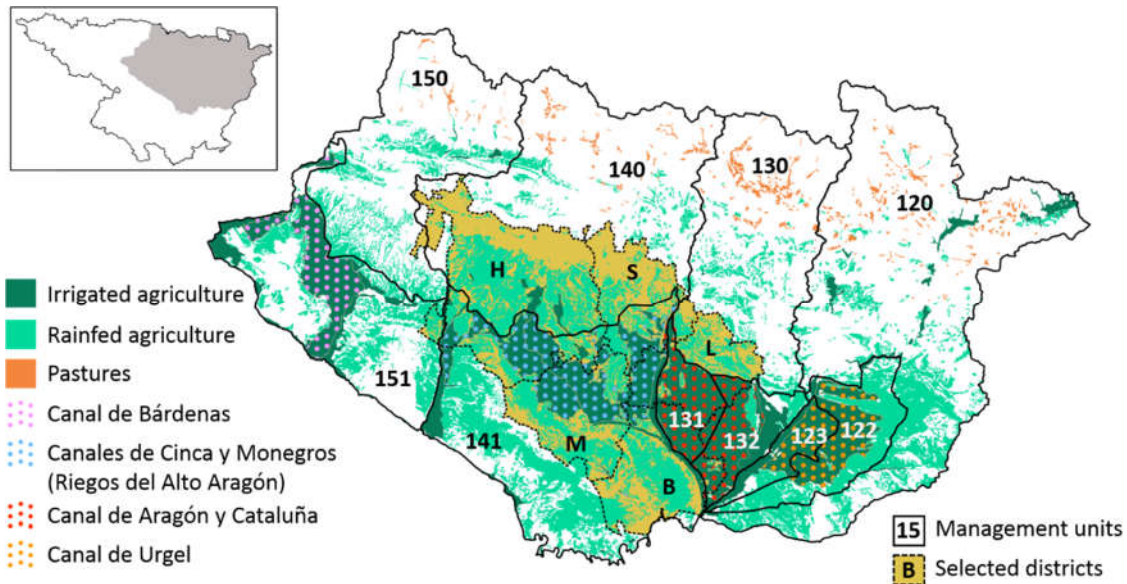 150
140
130
120
H
S
L
151
141
M
B
131
132
123
122
Irrigated agriculture
Rainfed agriculture
Pastures
Canal de Bárdenas
Canales de Cinca y Monegros
(Riegos del Alto Aragón)
Canal de Aragón y Cataluña
Canal de Urgel
15 Management units
B Selected districts